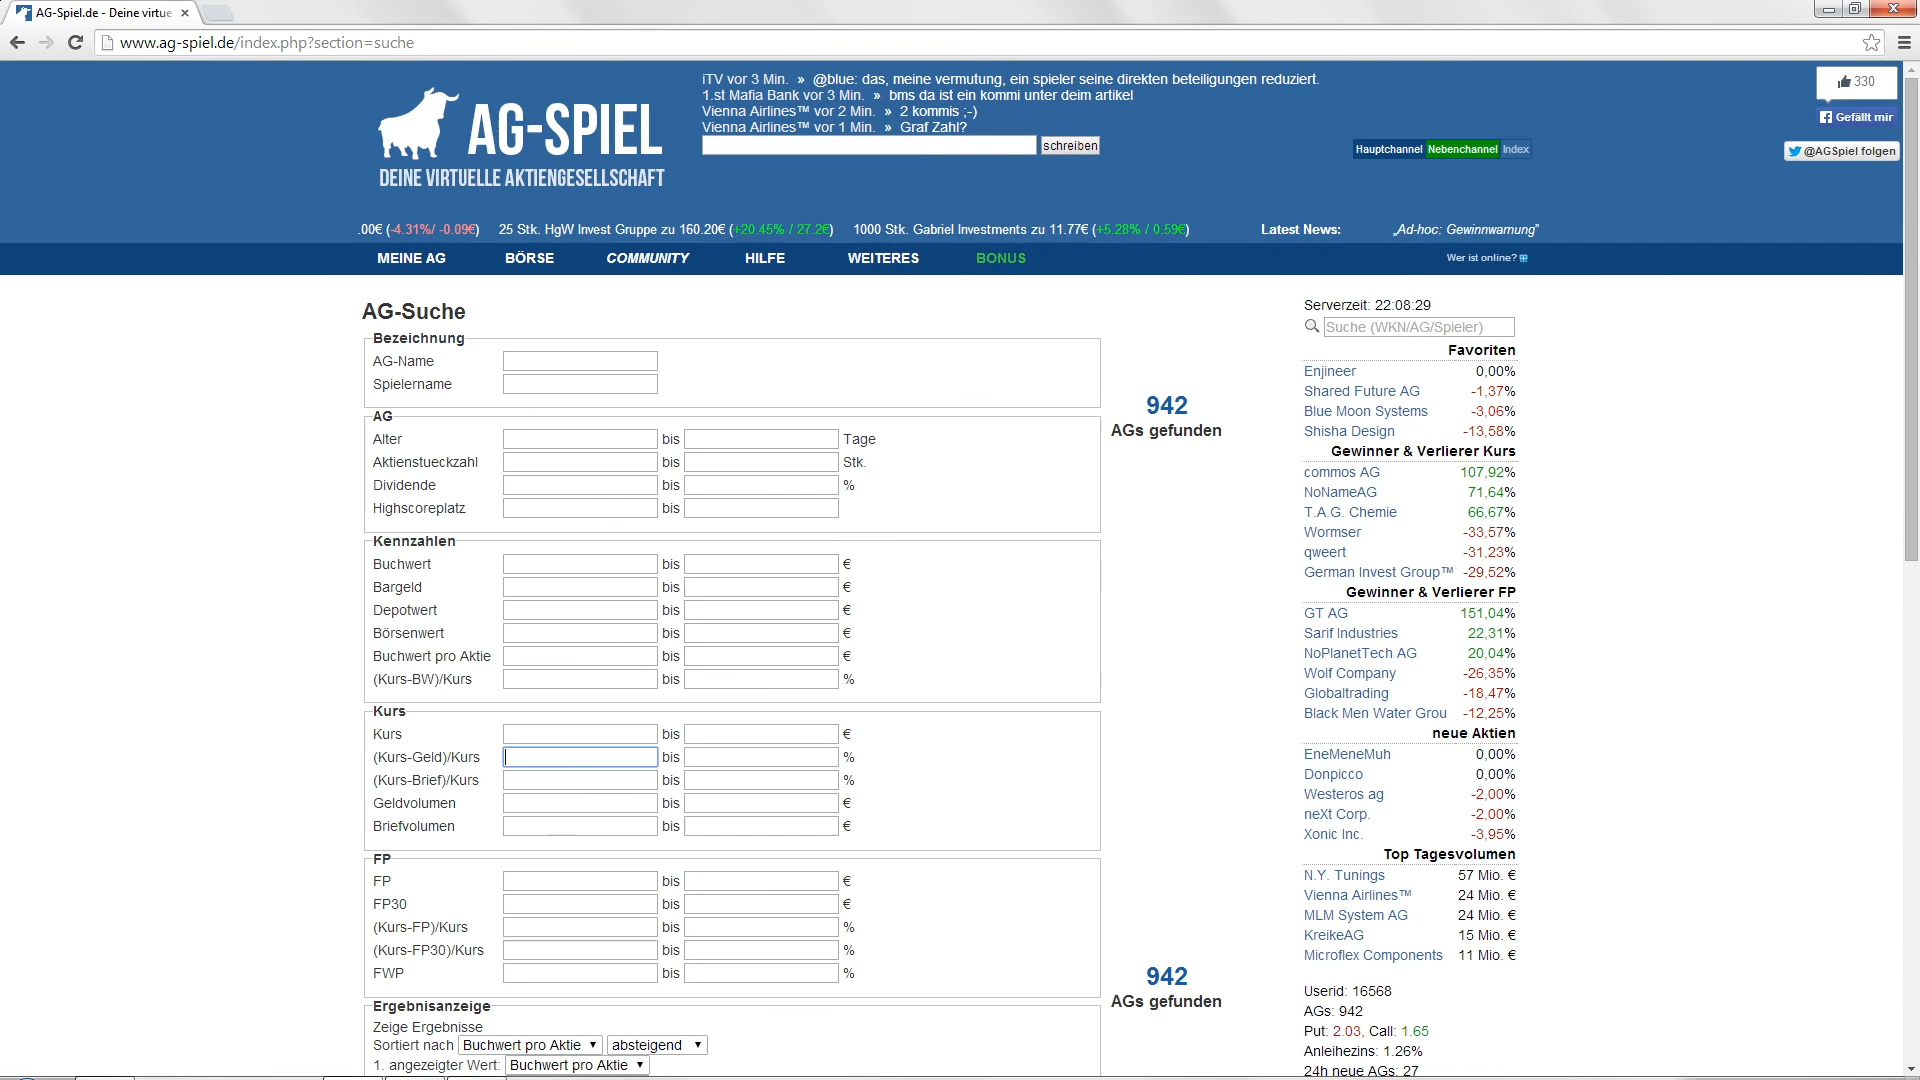 AG-Spiel.de - Deine virtue
www.ag-spiel.de/index.php?section=suche
AG-SPIEL
DEINE VIRTUELLE AKTIENGESELLSCHAFT
iTV vor 3 Min. » @blue: das, meine vermutung, ein spieler seine direkten beteiligungen reduziert.
1.st Mafia Bank vor 3 Min. » bms da ist ein kommi unter deim artikel
Vienna Airlines™ vor 2 Min. » 2 kommis ;-)
Vienna Airlines™ vor 1 Min. » Graf Zahl?
schreiben
Hauptchannel Nebenchannel Index
330
Gefällt mir
@AGSpiel folgen
.00€ (-4.31%/ -0.09€) 25 Stk. HgW Invest Gruppe zu 160.20€ (+20.45% / 27.2€) 1000 Stk. Gabriel Investments zu 11.77€ (+5.28% / 0.59€) Latest News: „Ad-hoc: Gewinnwarnung"
MEINE AG BÖRSE COMMUNITY HILFE WEITERES BONUS Wer ist online?
AG-Suche
Bezeichnung
AG-Name
Spielername
AG
Alter bis Tage
Aktienstueckzahl bis Stk.
Dividende bis %
Highscoreplatz bis
Kennzahlen
Buchwert bis €
Bargeld bis €
Depotwert bis €
Börsenwert bis €
Buchwert pro Aktie bis €
(Kurs-BW)/Kurs bis %
Kurs
Kurs bis €
(Kurs-Geld)/Kurs bis %
(Kurs-Brief)/Kurs bis %
Geldvolumen bis €
Briefvolumen bis €
FP
FP bis €
FP30 bis €
(Kurs-FP)/Kurs bis %
(Kurs-FP30)/Kurs bis %
FWP bis %
Ergebnisanzeige
Zeige Ergebnisse
Sortiert nach Buchwert pro Aktie absteigend
1. angezeigter Wert: Buchwert pro Aktie
942
AGs gefunden
942
AGs gefunden
Serverzeit: 22:08:29
Suche (WKN/AG/Spieler)
Favoriten
Enjineer 0,00%
Shared Future AG -1,37%
Blue Moon Systems -3,06%
Shisha Design -13,58%
Gewinner & Verlierer Kurs
commos AG 107,92%
NoNameAG 71,64%
T.A.G. Chemie 66,67%
Wormser -33,57%
qweert -31,23%
German Invest Group™ -29,52%
Gewinner & Verlierer FP
GT AG 151,04%
Sarif Industries 22,31%
NoPlanetTech AG 20,04%
Wolf Company -26,35%
Globaltrading -18,47%
Black Men Water Grou -12,25%
neue Aktien
EneMeneMuh 0,00%
Donpicco 0,00%
Westeros ag -2,00%
neXt Corp. -2,00%
Xonic Inc. -3,95%
Top Tagesvolumen
N.Y. Tunings 57 Mio. €
Vienna Airlines™ 24 Mio. €
MLM System AG 24 Mio. €
KreikeAG 15 Mio. €
Microflex Components 11 Mio. €
Userid: 16568
AGs: 942
Put: 2.03, Call: 1.65
Anleihezins: 1.26%
24h neue AGs: 27